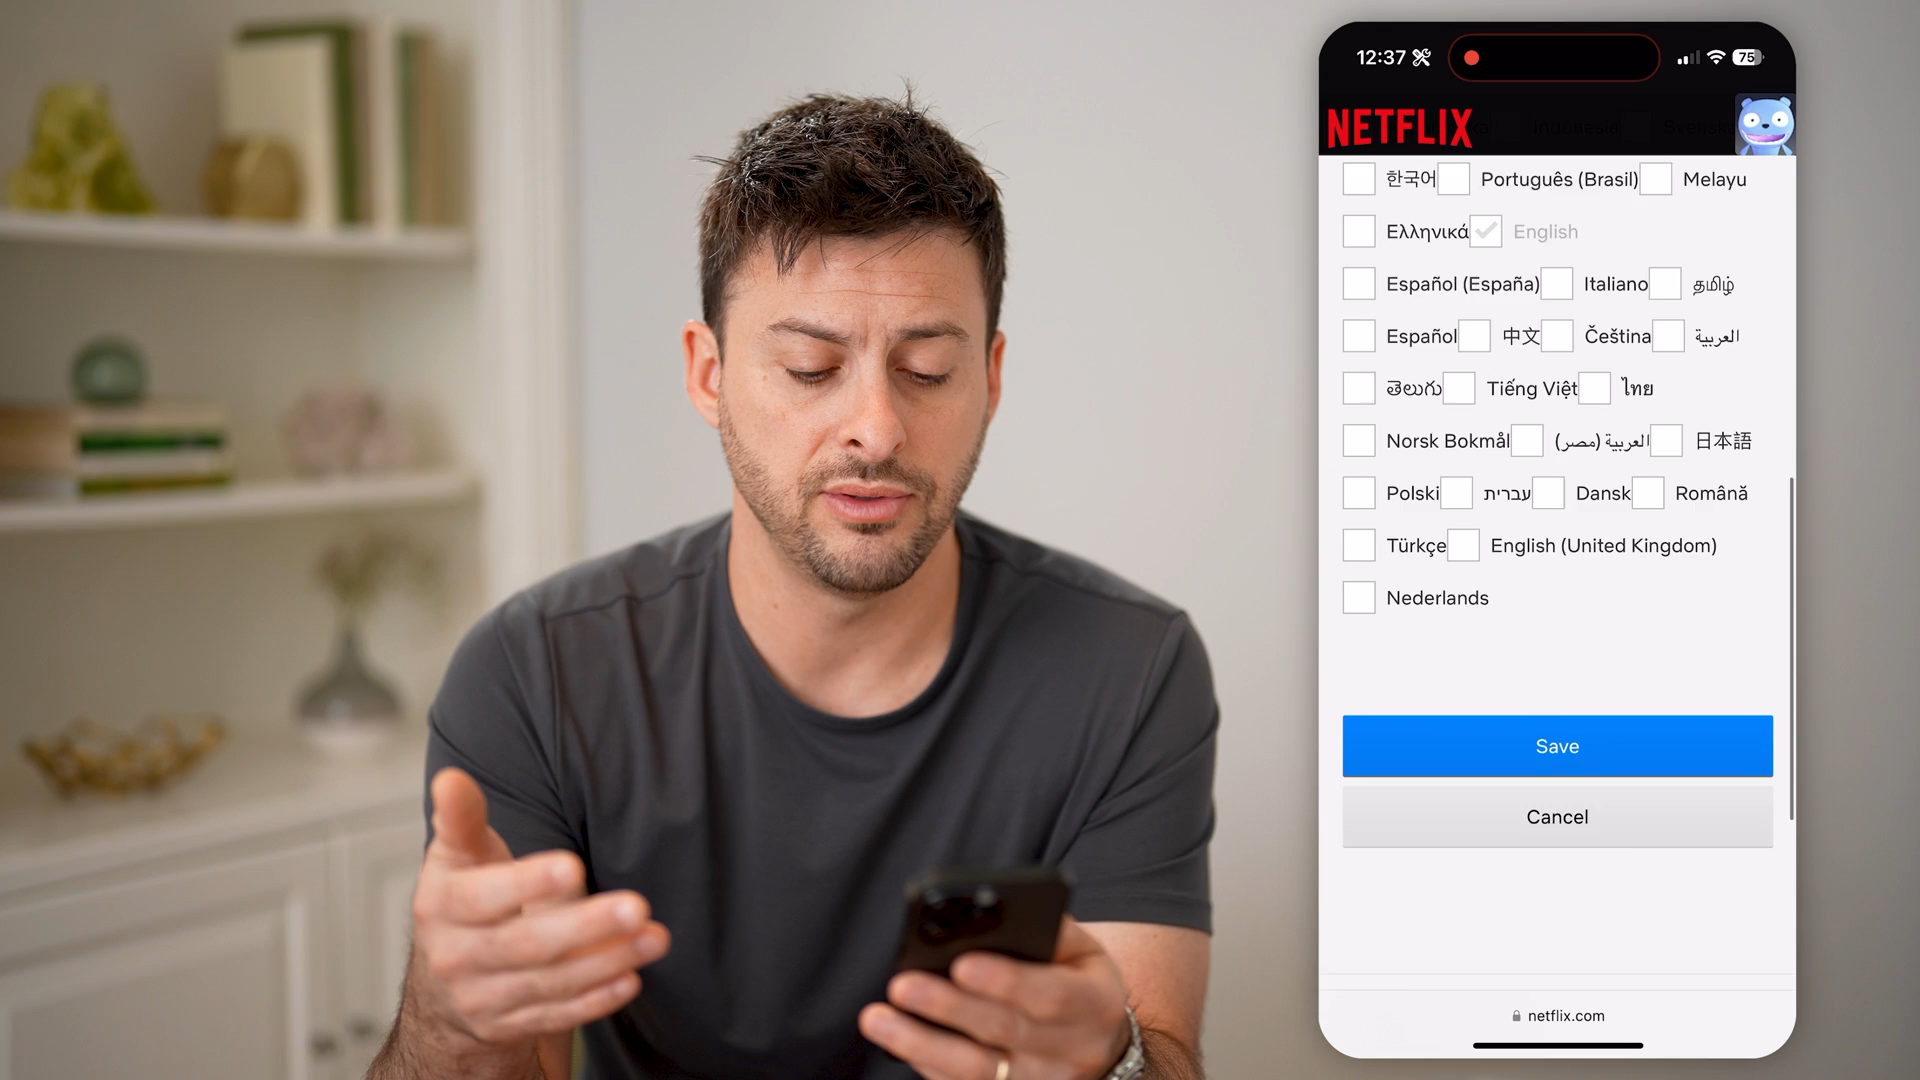 12:37
75
NETFLIX
Indonesia
한국어 Português (Brasil) Melayu
Ελληνικά English
Español (España) Italiano தமிழ்
Español 中文 Čeština العربية
తెలుగు Tiếng Việt ไทย
Norsk Bokmål العربية (مصر) 日本語
Polski עברית Dansk Română
Türkçe English (United Kingdom)
Nederlands
Save
Cancel
netflix.com